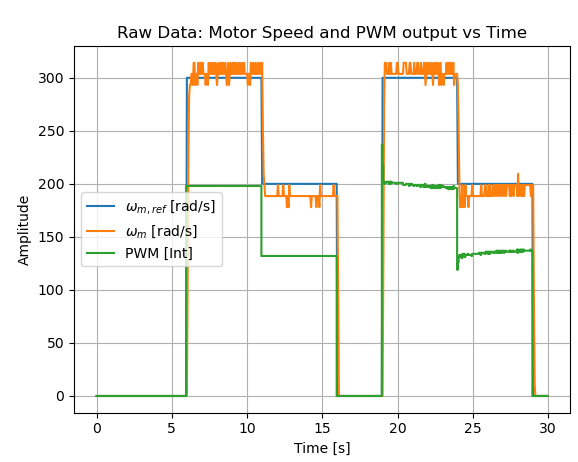 Raw Data: Motor Speed and PWM output vs Time
Amplitude
300
250
200
150
100
50
0
ω_{m,ref} [rad/s]
ω_m [rad/s]
PWM [Int]
0 5 10 15 20 25 30
Time [s]